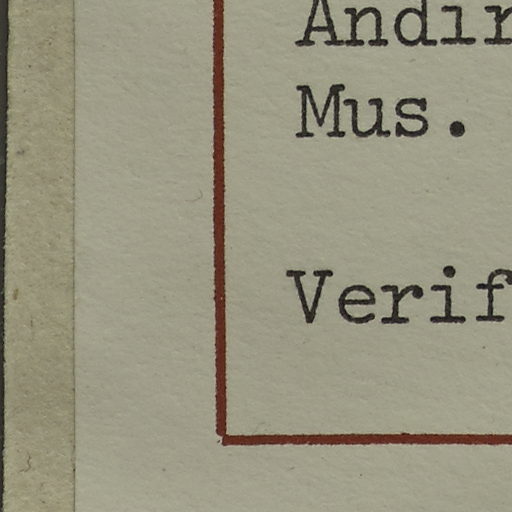 Andir
Mus.
Verif